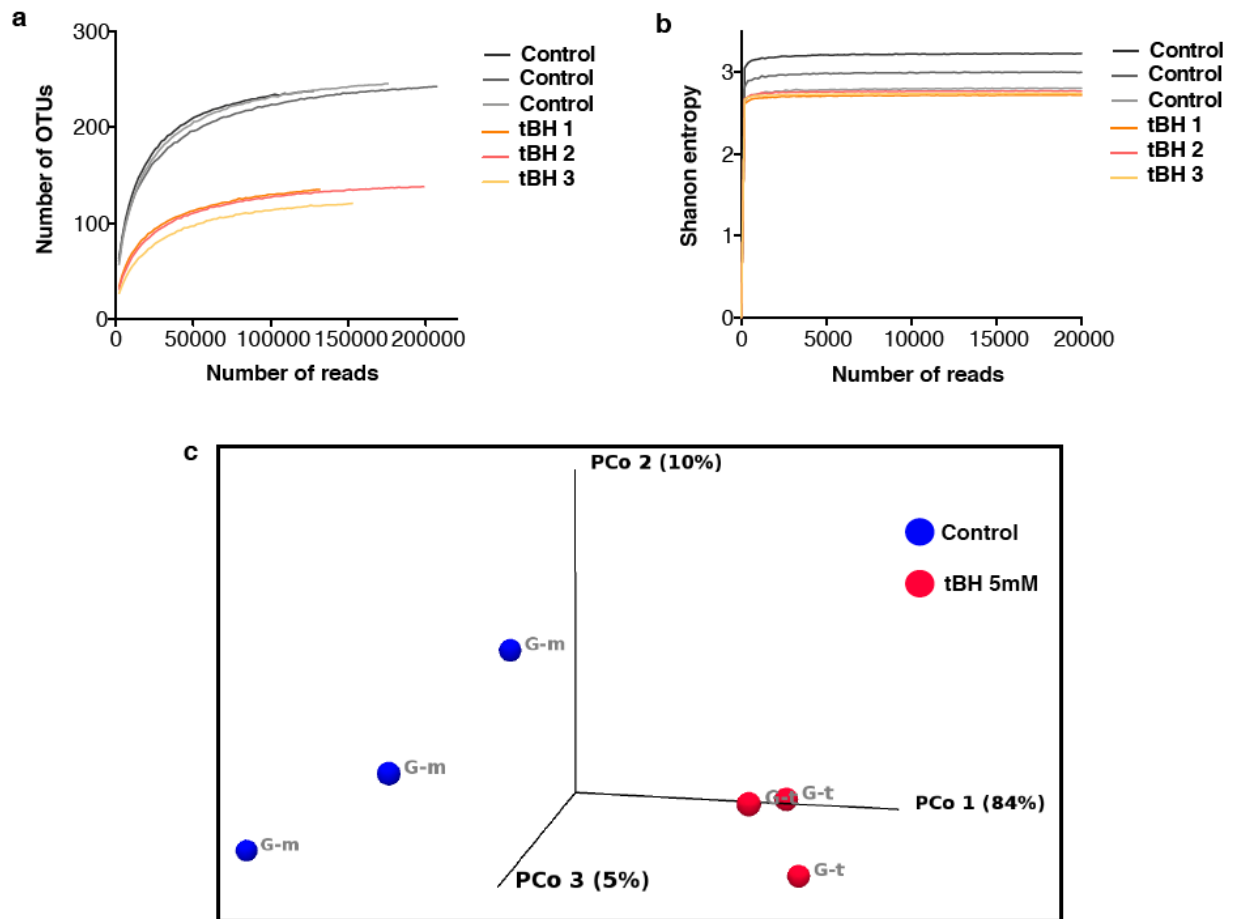 a
Number of OTUs
300
200
100
0
0 50000 100000 150000 200000
Number of reads
Control
Control
Control
tBH 1
tBH 2
tBH 3
b
Shanon entropy
3
2
1
0
0 5000 10000 15000 20000
Number of reads
Control
Control
Control
tBH 1
tBH 2
tBH 3
c
PCo 2 (10%)
Control
tBH 5mM
G-m
G-m
G-m
G-t
G-t
G-t
PCo 1 (84%)
PCo 3 (5%)